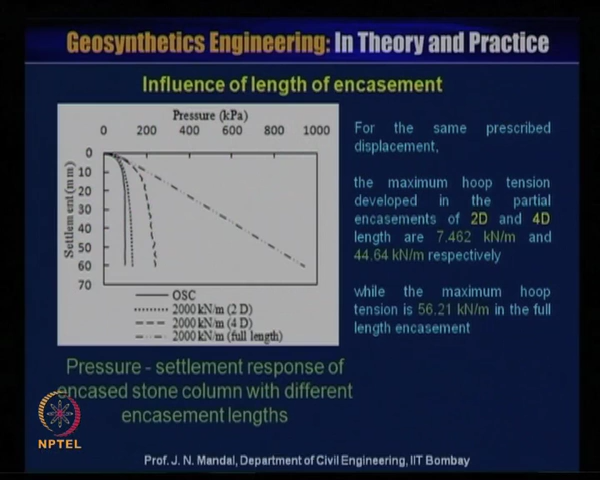 Geosynthetics Engineering: In Theory and Practice
Influence of length of encasement
Pressure (kPa)
0 200 400 600 800 1000
Settlement (mm)
0
10
20
30
40
50
60
70
OSC
2000 kN/m (2 D)
2000 kN/m (4 D)
2000 kN/m (full length)
Pressure - settlement response of
encased stone column with different
encasement lengths
For the same prescribed
displacement,
the maximum hoop tension
developed in the partial
encasements of 2D and 4D
length are 7.462 kN/m and
44.64 kN/m respectively
while the maximum hoop
tension is 56.21 kN/m in the full
length encasement
NPTEL
Prof. J. N. Mandal, Department of Civil Engineering, IIT Bombay